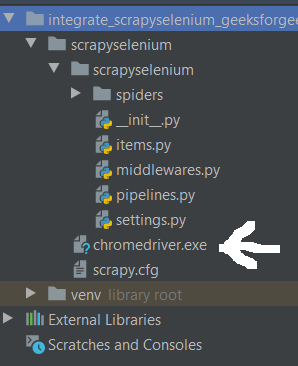 integrate_scrapyselenium_geeksforgee
scrapyselenium
scrapyselenium
spiders
__init__.py
items.py
middlewares.py
pipelines.py
settings.py
chromedriver.exe
scrapy.cfg
venv library root
External Libraries
Scratches and Consoles